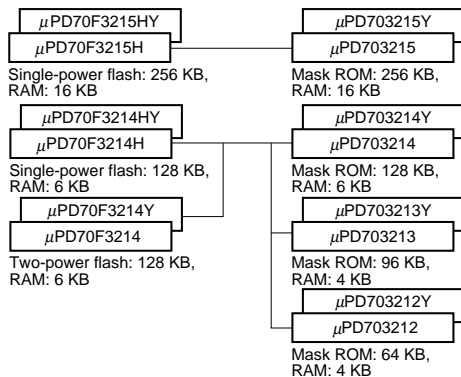 μPD70F3215HY
μPD70F3215H
Single-power flash: 256 KB,
RAM: 16 KB
μPD703215Y
μPD703215
Mask ROM: 256 KB,
RAM: 16 KB
μPD70F3214HY
μPD70F3214H
Single-power flash: 128 KB,
RAM: 6 KB
μPD703214Y
μPD703214
Mask ROM: 128 KB,
RAM: 6 KB
μPD70F3214Y
μPD70F3214
Two-power flash: 128 KB,
RAM: 6 KB
μPD703213Y
μPD703213
Mask ROM: 96 KB,
RAM: 4 KB
μPD703212Y
μPD703212
Mask ROM: 64 KB,
RAM: 4 KB